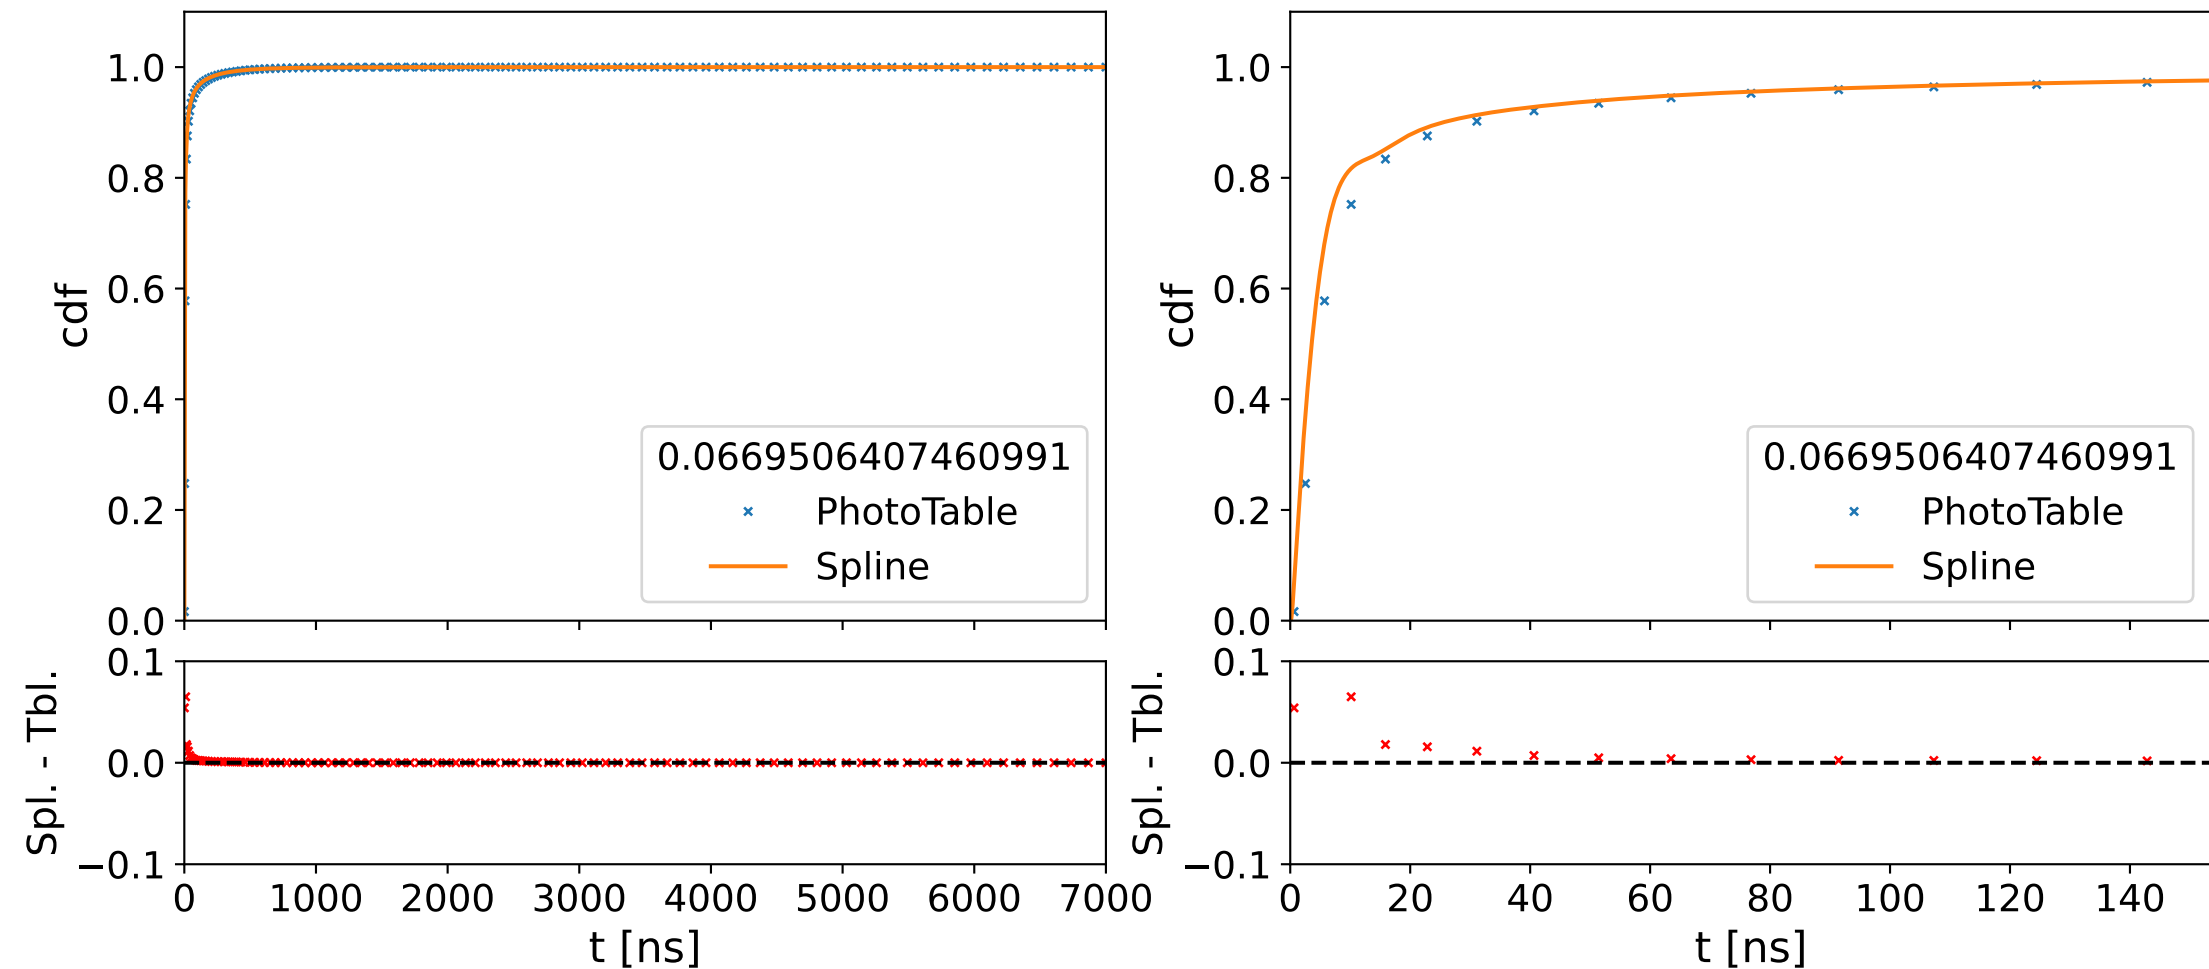 cdf
1.0
0.8
0.6
0.4
0.2
0.0
0.0669506407460991
PhotoTable
Spline
Spl. - Tbl.
0.1
0.0
−0.1
0 1000 2000 3000 4000 5000 6000 7000
t [ns]
cdf
1.0
0.8
0.6
0.4
0.2
0.0
0.0669506407460991
PhotoTable
Spline
Spl. - Tbl.
0.1
0.0
−0.1
0 20 40 60 80 100 120 140
t [ns]